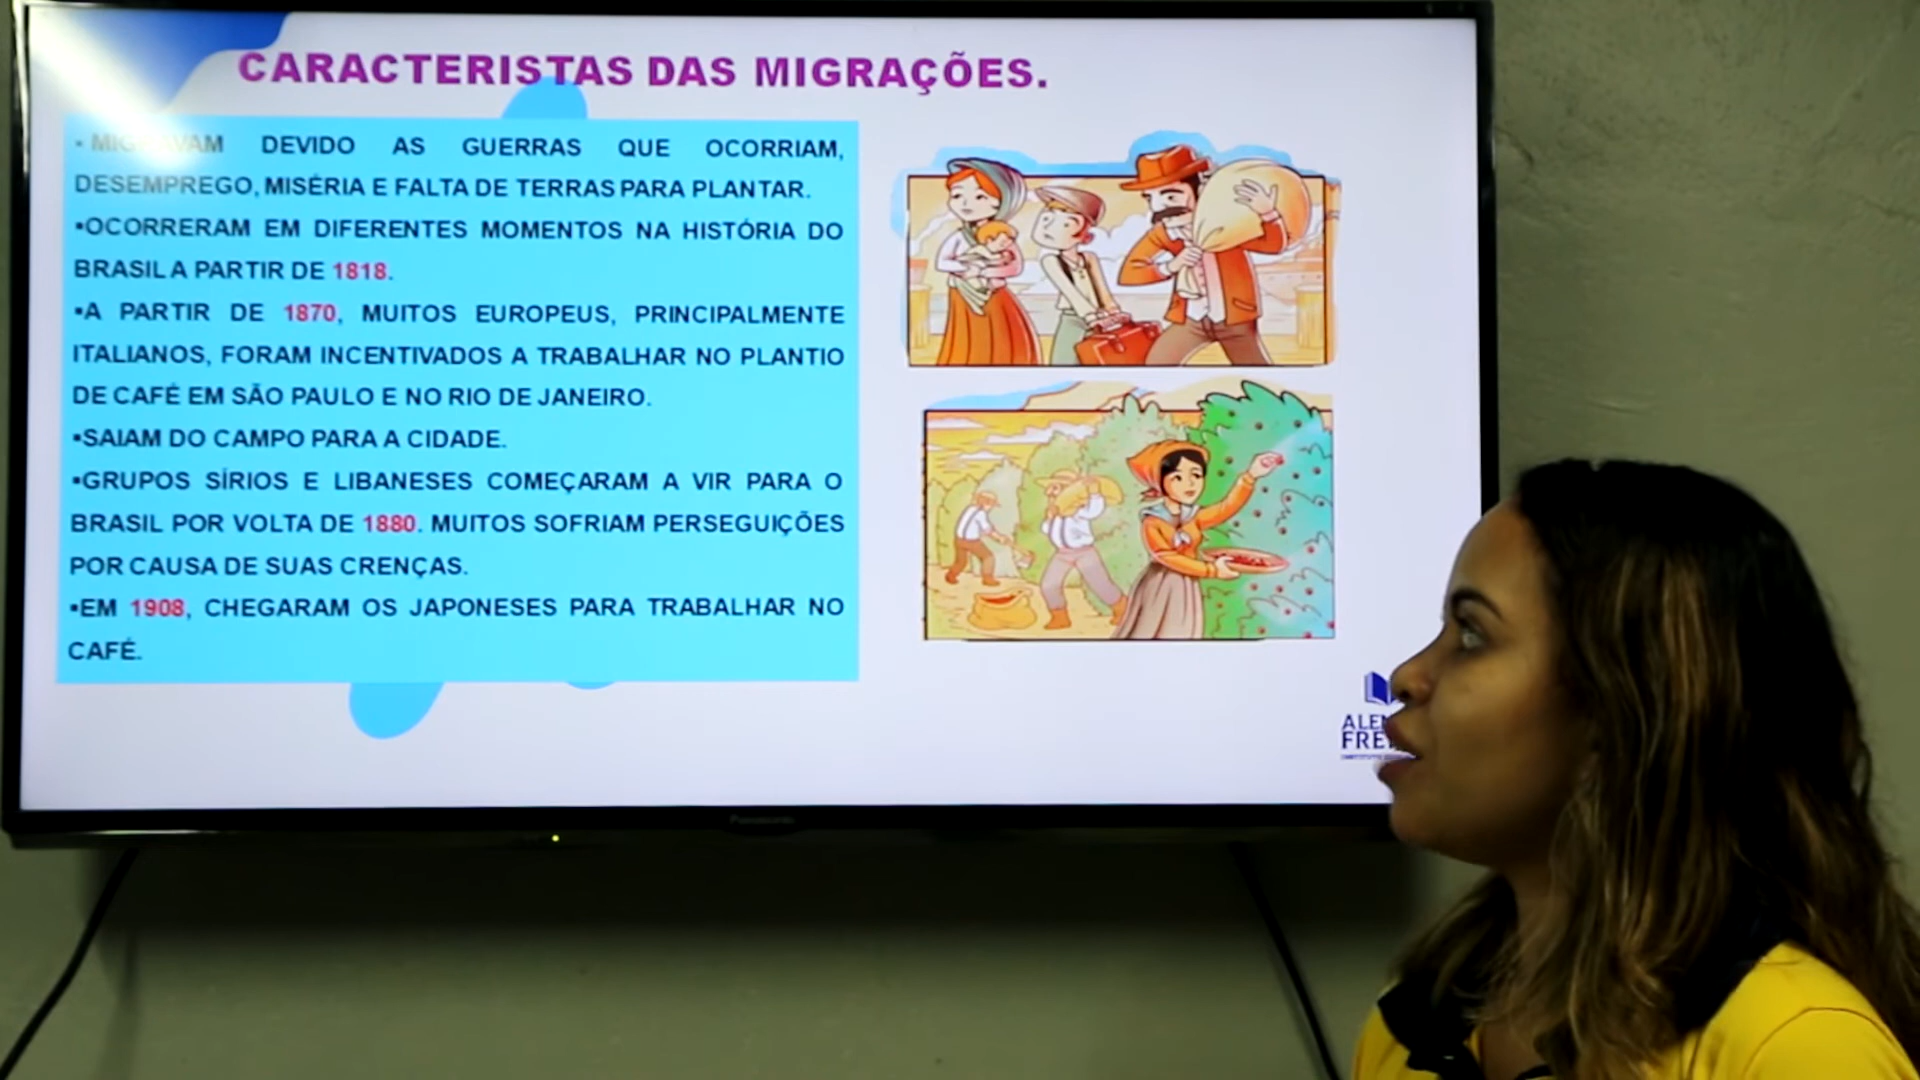 CARACTERISTAS DAS MIGRAÇÕES.
- MIGRAVAM DEVIDO AS GUERRAS QUE OCORRIAM,
DESEMPREGO, MISÉRIA E FALTA DE TERRAS PARA PLANTAR.
▪OCORRERAM EM DIFERENTES MOMENTOS NA HISTÓRIA DO
BRASIL A PARTIR DE 1818.
▪A PARTIR DE 1870, MUITOS EUROPEUS, PRINCIPALMENTE
ITALIANOS, FORAM INCENTIVADOS A TRABALHAR NO PLANTIO
DE CAFÉ EM SÃO PAULO E NO RIO DE JANEIRO.
▪SAIAM DO CAMPO PARA A CIDADE.
▪GRUPOS SÍRIOS E LIBANESES COMEÇARAM A VIR PARA O
BRASIL POR VOLTA DE 1880. MUITOS SOFRIAM PERSEGUIÇÕES
POR CAUSA DE SUAS CRENÇAS.
▪EM 1908, CHEGARAM OS JAPONESES PARA TRABALHAR NO
CAFÉ.
Panasonic